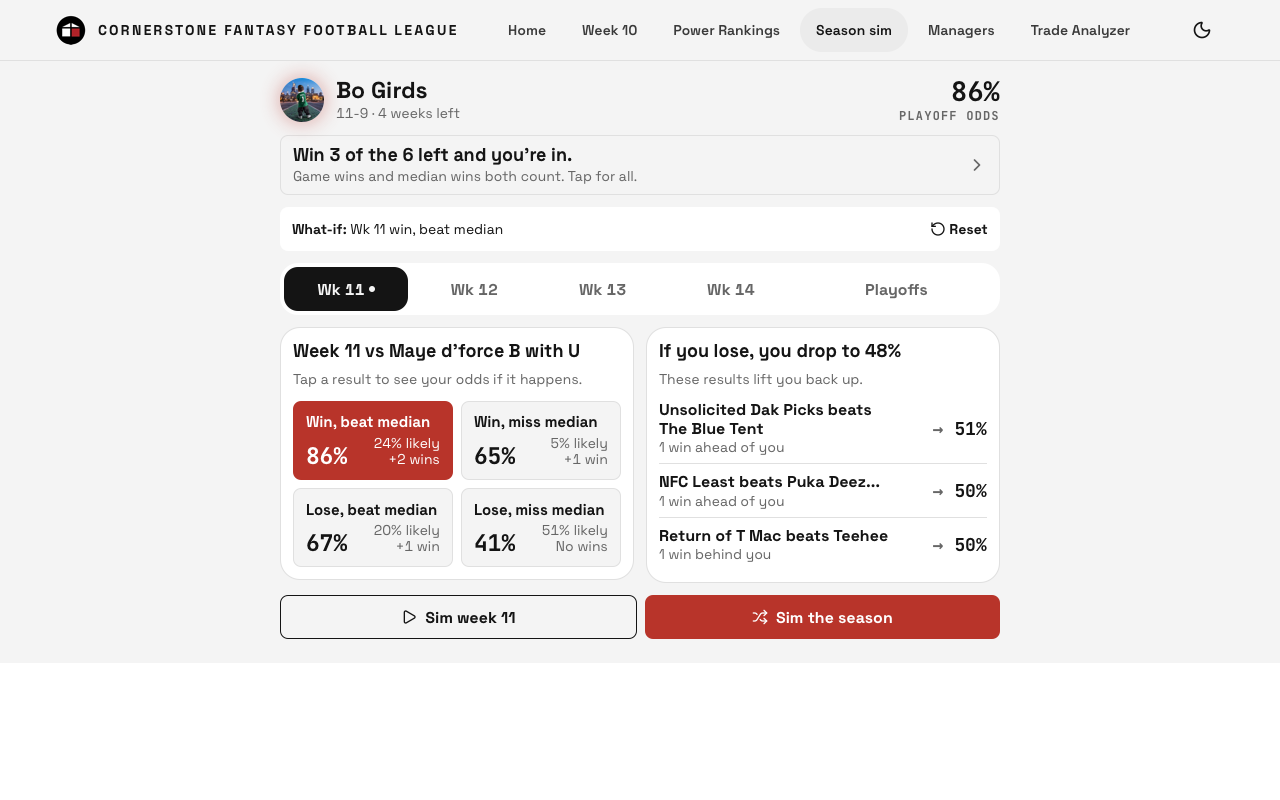 CORNERSTONE FANTASY FOOTBALL LEAGUE
Home
Week 10
Power Rankings
Season sim
Managers
Trade Analyzer
Bo Girds
11-9 · 4 weeks left
86%
PLAYOFF ODDS
Win 3 of the 6 left and you’re in.
Game wins and median wins both count. Tap for all.
What-if: Wk 11 win, beat median
Reset
Wk 11 •
Wk 12
Wk 13
Wk 14
Playoffs
Week 11 vs Maye d’force B with U
Tap a result to see your odds if it happens.
Win, beat median
86%
24% likely
+2 wins
Win, miss median
65%
5% likely
+1 win
Lose, beat median
67%
20% likely
+1 win
Lose, miss median
41%
51% likely
No wins
If you lose, you drop to 48%
These results lift you back up.
Unsolicited Dak Picks beats
The Blue Tent
1 win ahead of you
→ 51%
NFC Least beats Puka Deez...
1 win ahead of you
→ 50%
Return of T Mac beats Teehee
1 win behind you
→ 50%
Sim week 11
Sim the season